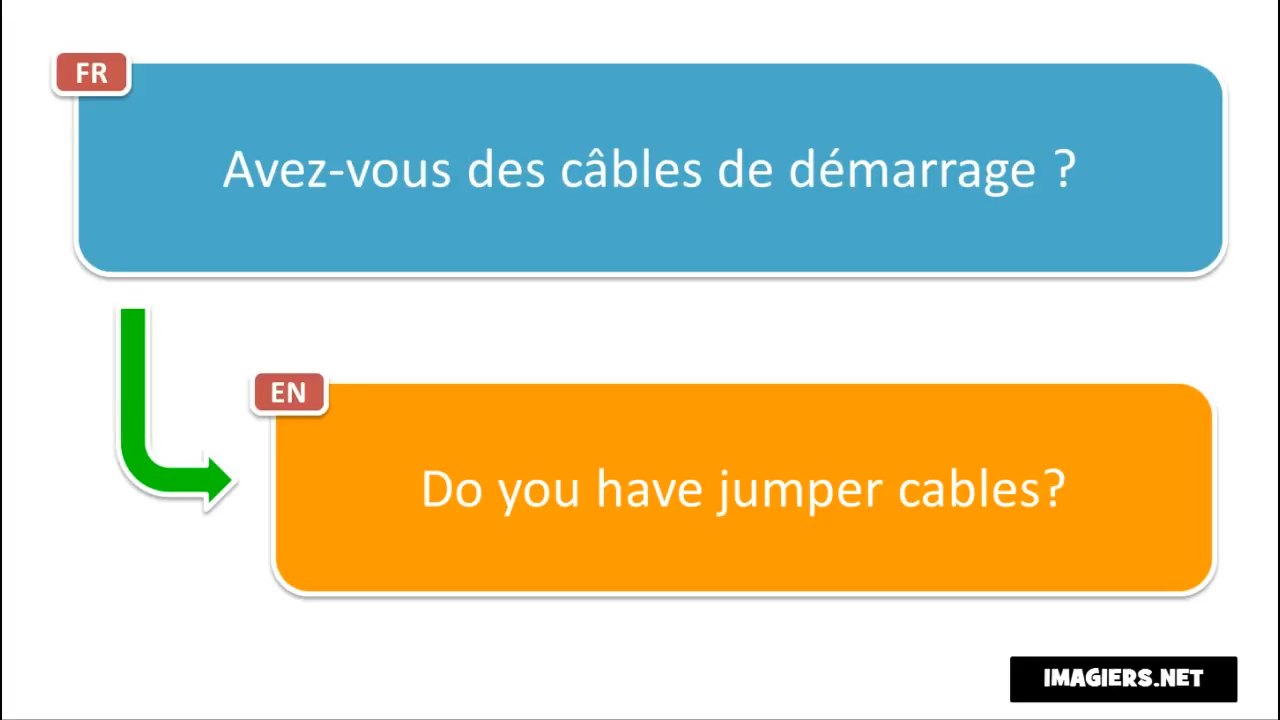 FR
Avez-vous des câbles de démarrage ?
EN
Do you have jumper cables?
IMAGIERS.NET